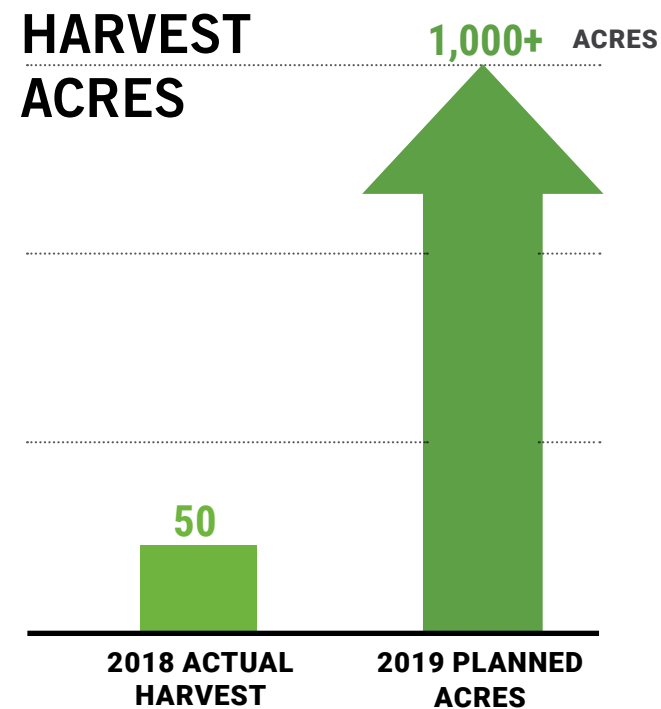 HARVEST
ACRES
1,000+ ACRES
50
2018 ACTUAL
HARVEST
2019 PLANNED
ACRES